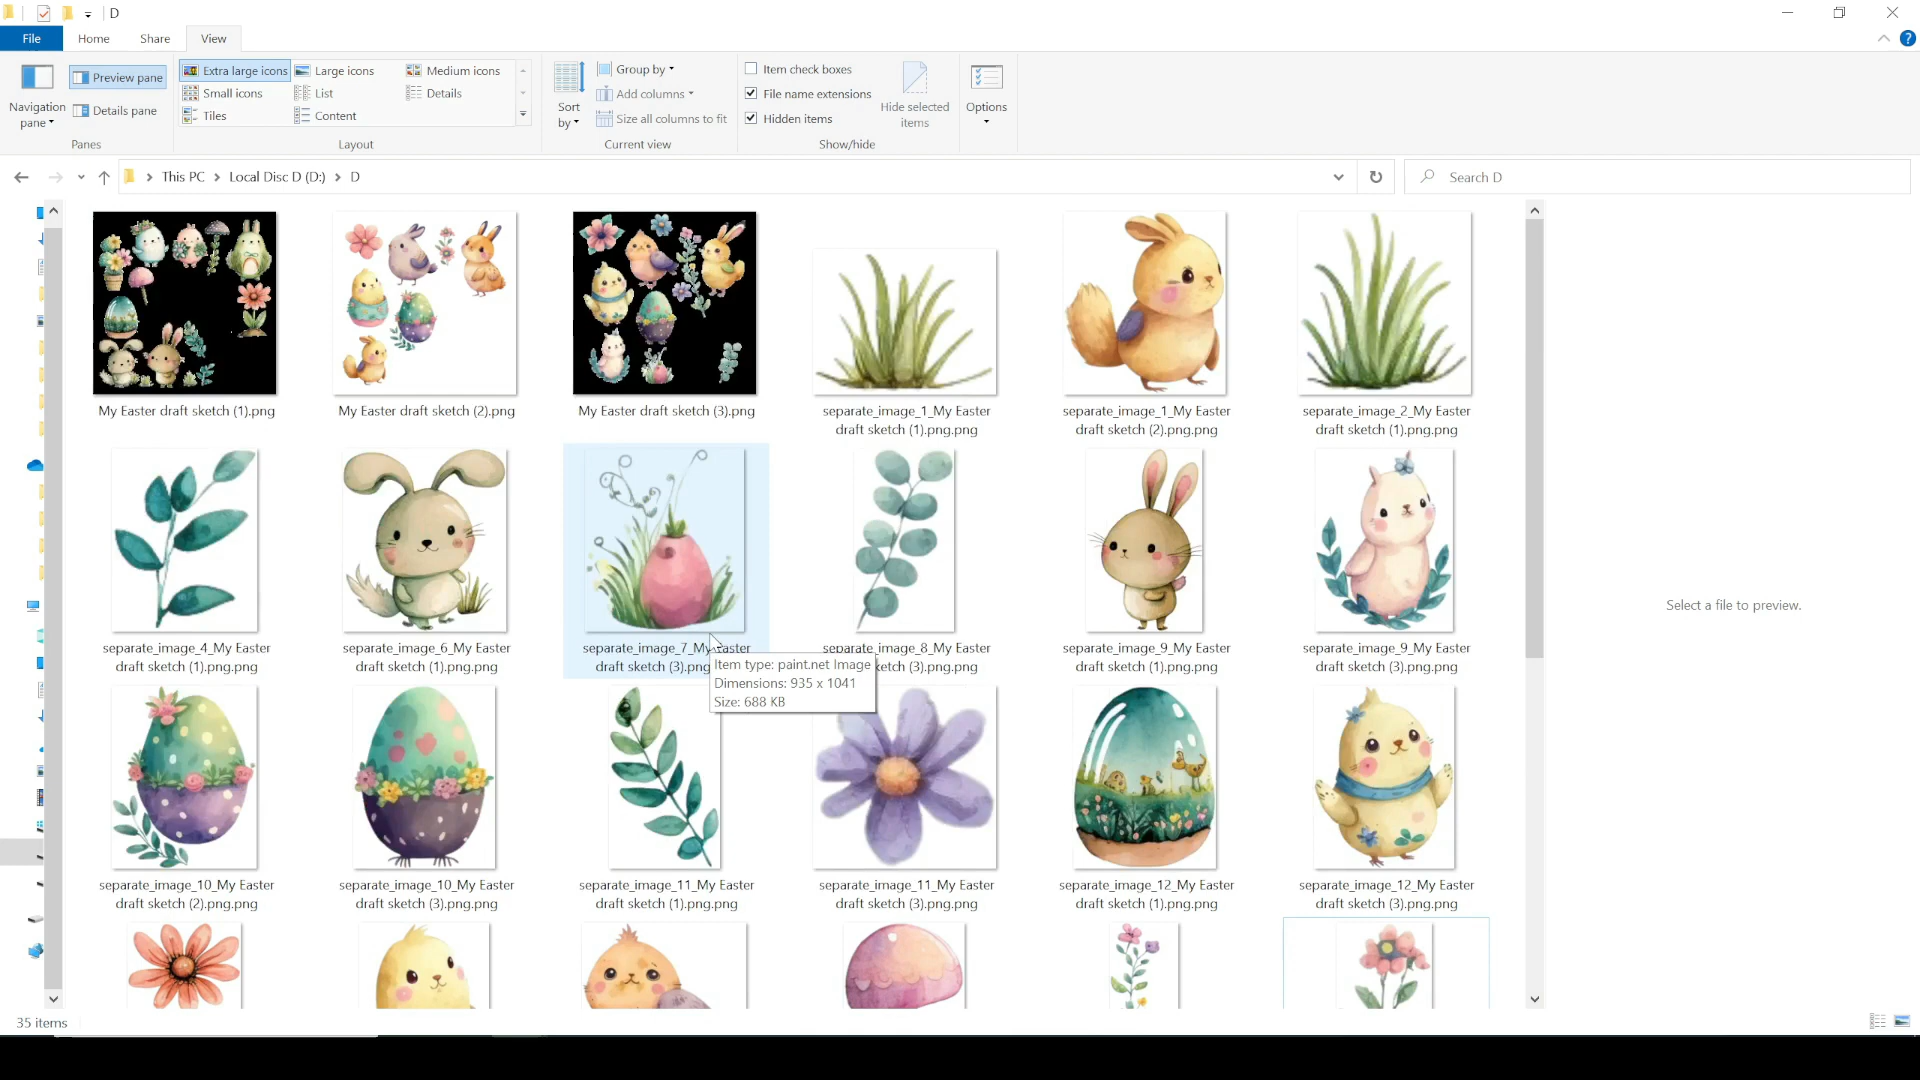 D
File
Home
Share
View
?
Navigation
pane
Preview pane
Details pane
Panes
Extra large icons
Large icons
Medium icons
Small icons
List
Details
Tiles
Content
Layout
Sort
by
Group by
Add columns
Size all columns to fit
Current view
Item check boxes
File name extensions
Hidden items
Hide selected
items
Show/hide
Options
This PC
Local Disc D (D:)
D
Search D
My Easter draft sketch (1).png
My Easter draft sketch (2).png
My Easter draft sketch (3).png
separate_image_1_My Easter
draft sketch (1).png.png
separate_image_1_My Easter
draft sketch (2).png.png
separate_image_2_My Easter
draft sketch (1).png.png
separate_image_4_My Easter
draft sketch (1).png.png
separate_image_6_My Easter
draft sketch (1).png.png
separate_image_7_My Easter
draft sketch (3).png
separate_image_8_My Easter
ketch (3).png.png
separate_image_9_My Easter
draft sketch (1).png.png
separate_image_9_My Easter
draft sketch (3).png.png
Item type: paint.net Image
Dimensions: 935 x 1041
Size: 688 KB
Select a file to preview.
separate_image_10_My Easter
draft sketch (2).png.png
separate_image_10_My Easter
draft sketch (3).png.png
separate_image_11_My Easter
draft sketch (1).png.png
separate_image_11_My Easter
draft sketch (3).png.png
separate_image_12_My Easter
draft sketch (1).png.png
separate_image_12_My Easter
draft sketch (3).png.png
35 items